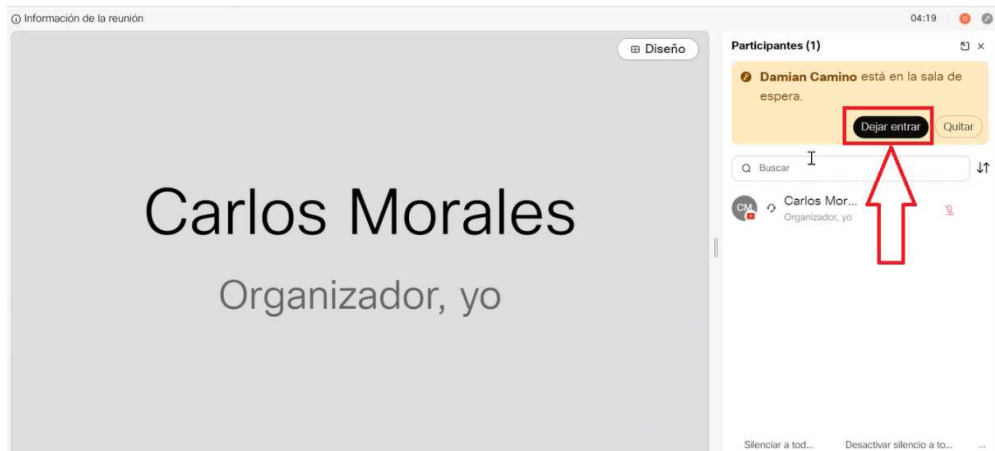 Información de la reunión
04:19
Diseño
Carlos Morales
Organizador, yo
Participantes (1)
Damian Camino está en la sala de
espera.
Dejar entrar
Quitar
Buscar
CM
Carlos Mor...
Organizador, yo
Silenciar a tod...
Desactivar silencio a to...
...